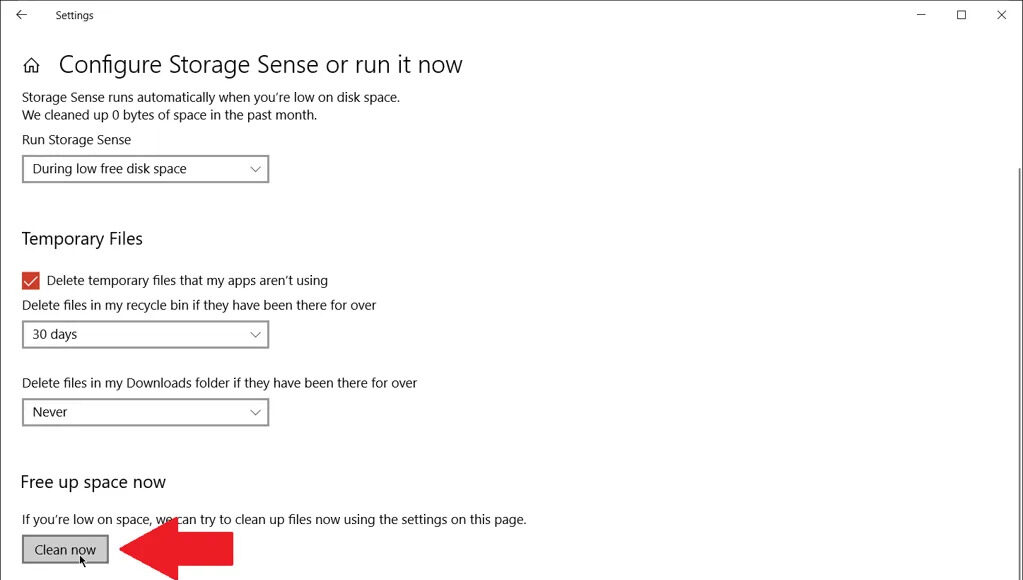 Settings
Configure Storage Sense or run it now
Storage Sense runs automatically when you're low on disk space.
We cleaned up 0 bytes of space in the past month.
Run Storage Sense
During low free disk space
Temporary Files
Delete temporary files that my apps aren't using
Delete files in my recycle bin if they have been there for over
30 days
Delete files in my Downloads folder if they have been there for over
Never
Free up space now
If you're low on space, we can try to clean up files now using the settings on this page.
Clean now